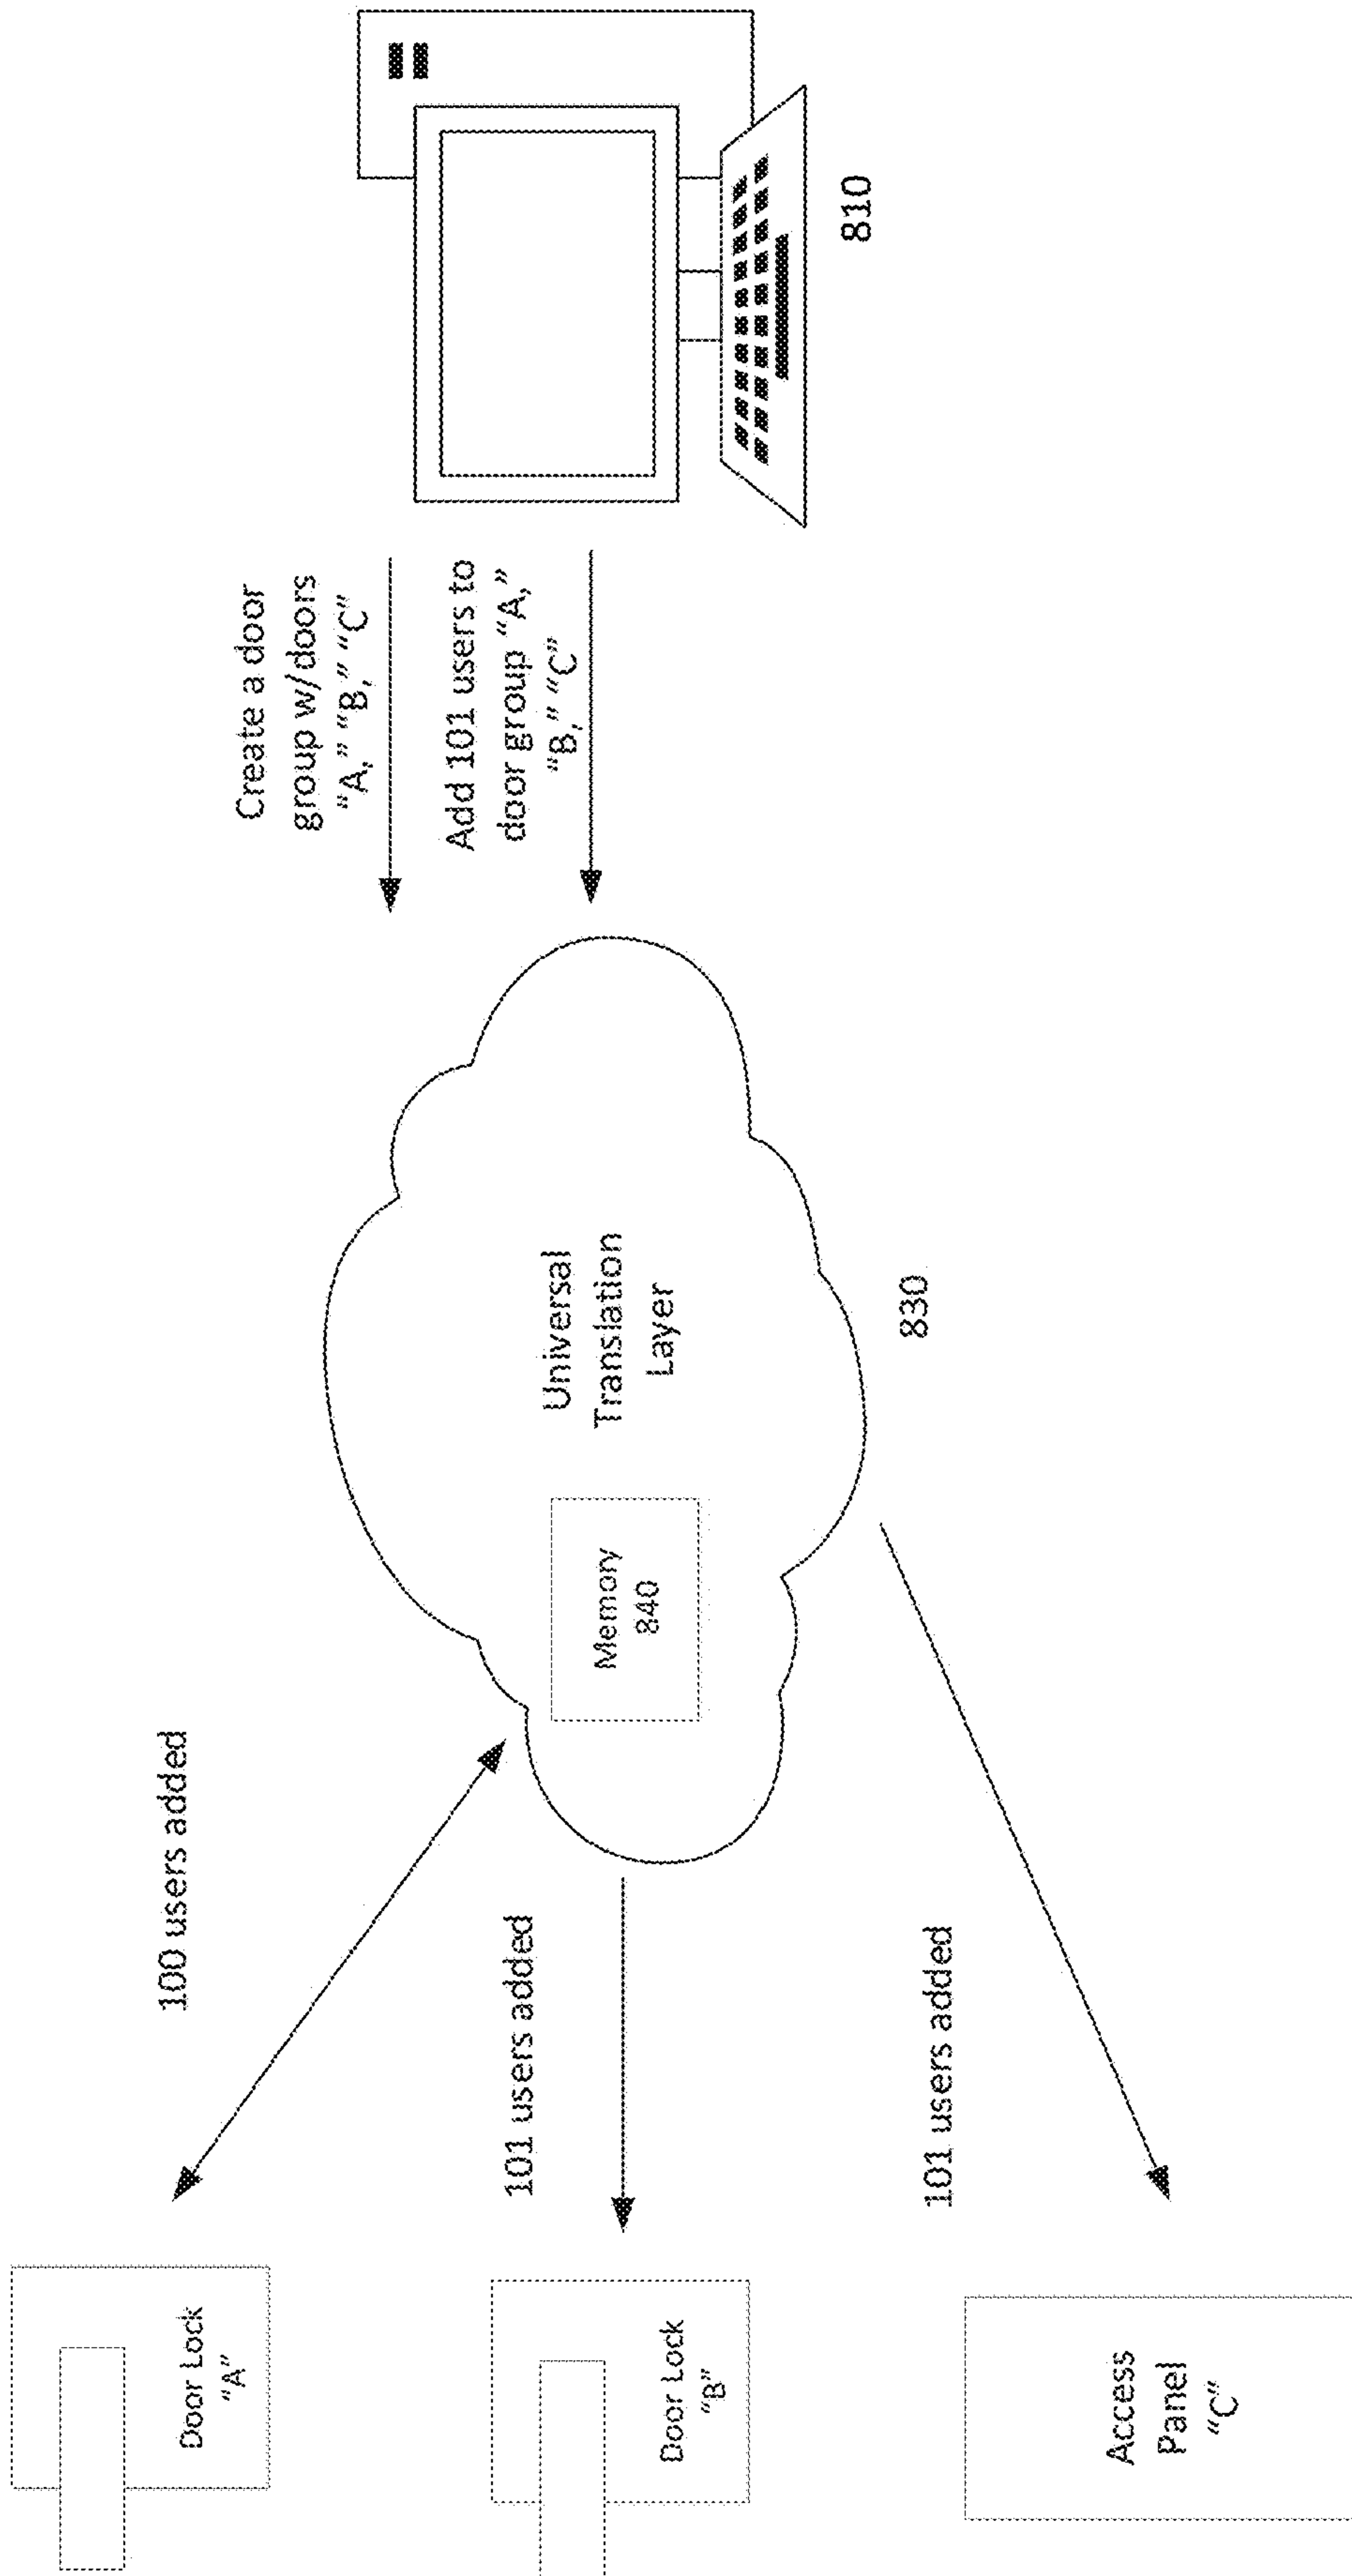 Door Lock
"A"
100 users added
Create a door
group w/doors
"A," "B," "C"
Add 101 users to
door group "A,"
"B," "C"
Door Lock
"B"
101 users added
Memory
840
Universal
Translation
Layer
810
830
101 users added
Access
Panel
"C"